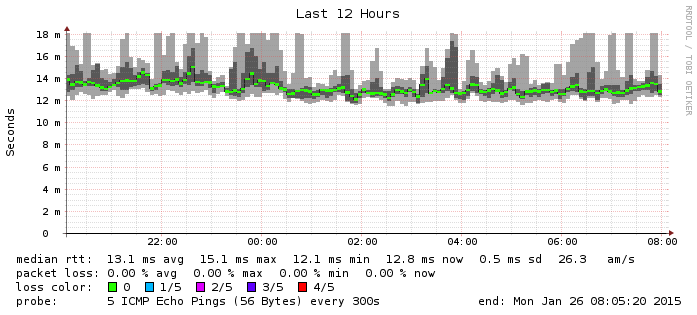 Last 12 Hours
RRDTOOL / TOBI OETIKER
Seconds
18 m
16 m
14 m
12 m
10 m
8 m
6 m
4 m
2 m
0
22:00 00:00 02:00 04:00 06:00 08:00
median rtt: 13.1 ms avg 15.1 ms max 12.1 ms min 12.8 ms now 0.5 ms sd 26.3 am/s
packet loss: 0.00 % avg 0.00 % max 0.00 % min 0.00 % now
loss color: 0 1/5 2/5 3/5 4/5
probe: 5 ICMP Echo Pings (56 Bytes) every 300s end: Mon Jan 26 08:05:20 2015